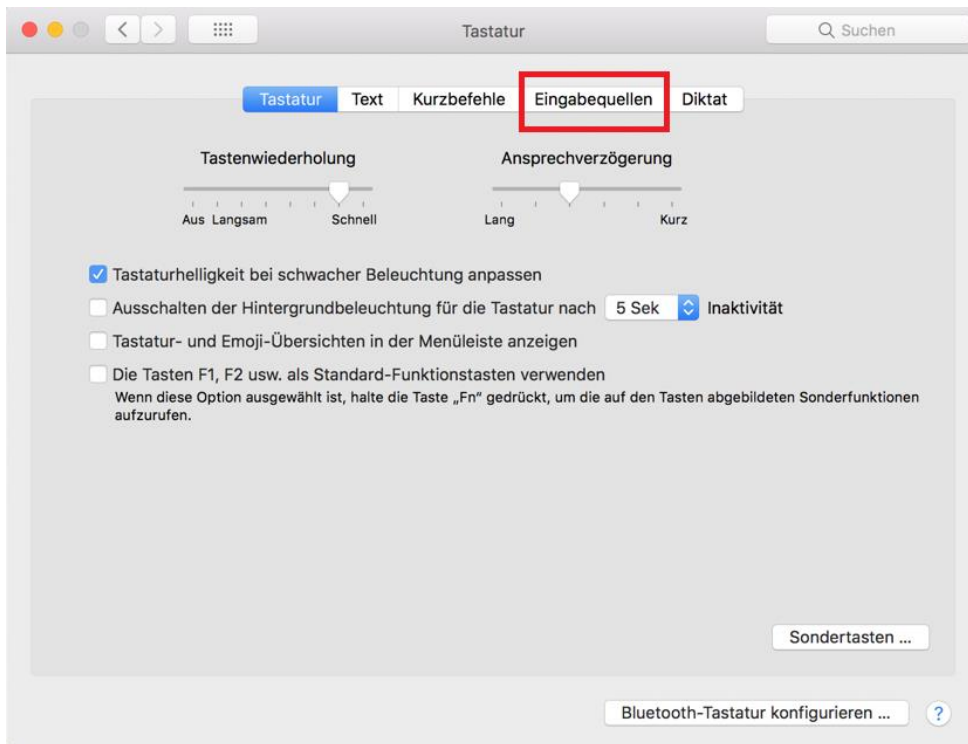 Tastatur
Suchen
Tastatur Text Kurzbefehle Eingabequellen Diktat
Tastenwiederholung Ansprechverzögerung
Aus Langsam Schnell Lang Kurz
Tastaturhelligkeit bei schwacher Beleuchtung anpassen
Ausschalten der Hintergrundbeleuchtung für die Tastatur nach 5 Sek Inaktivität
Tastatur- und Emoji-Übersichten in der Menüleiste anzeigen
Die Tasten F1, F2 usw. als Standard-Funktionstasten verwenden
Wenn diese Option ausgewählt ist, halte die Taste „Fn“ gedrückt, um die auf den Tasten abgebildeten Sonderfunktionen
aufzurufen.
Sondertasten ...
Bluetooth-Tastatur konfigurieren ... ?